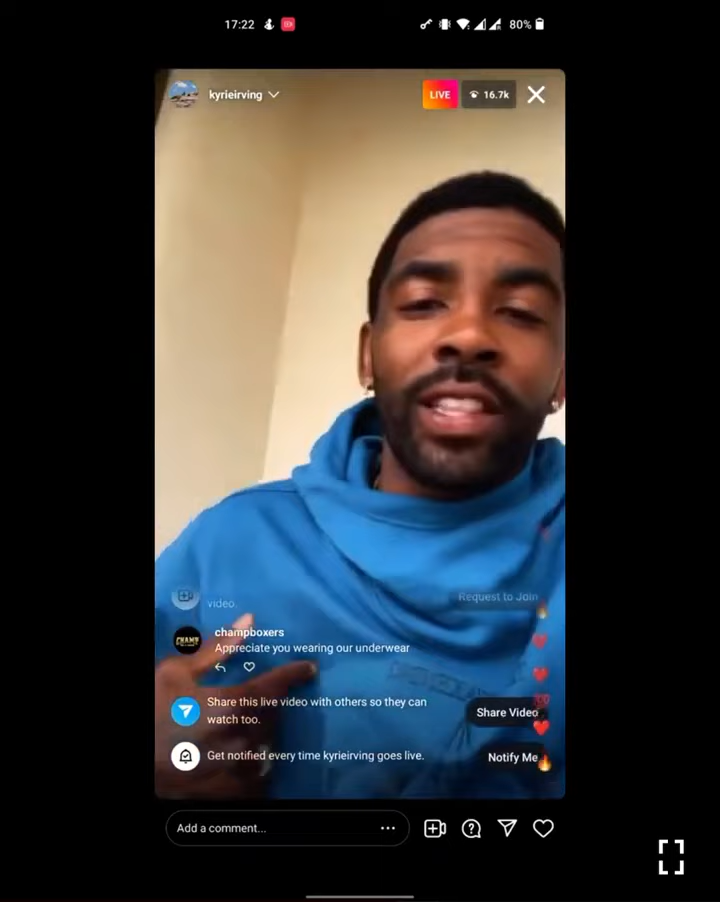 17:22 80%
kyrieirving LIVE 16.7k
video. Request to Join
champboxers
CHAMP Appreciate you wearing our underwear
Share this live video with others so they can
watch too.
Share Video
Get notified every time kyrieirving goes live. Notify Me
Add a comment...